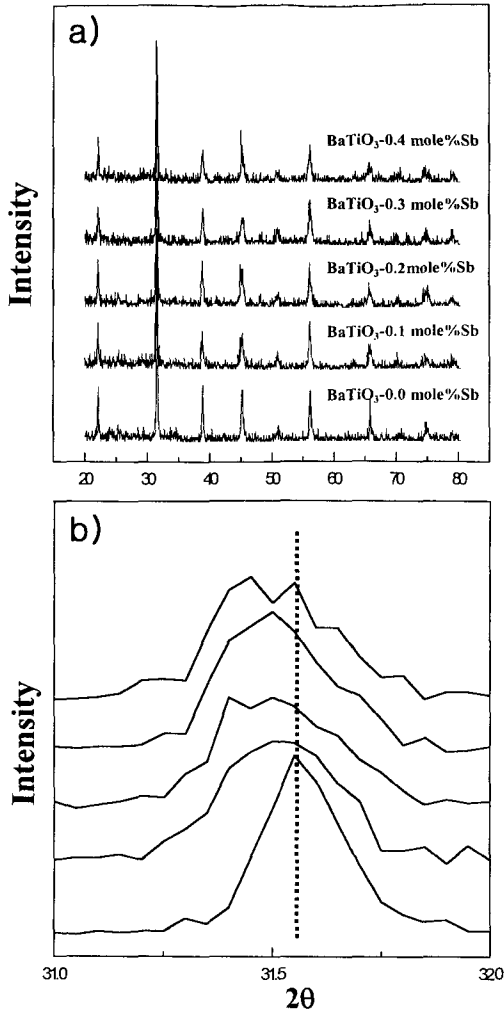 a)
Intensity
BaTiO₃-0.4 mole%Sb
BaTiO₃-0.3 mole%Sb
BaTiO₃-0.2mole%Sb
BaTiO₃-0.1 mole%Sb
BaTiO₃-0.0 mole%Sb
20 30 40 50 60 70 80
b)
Intensity
31.0 31.5 32.0
2θ